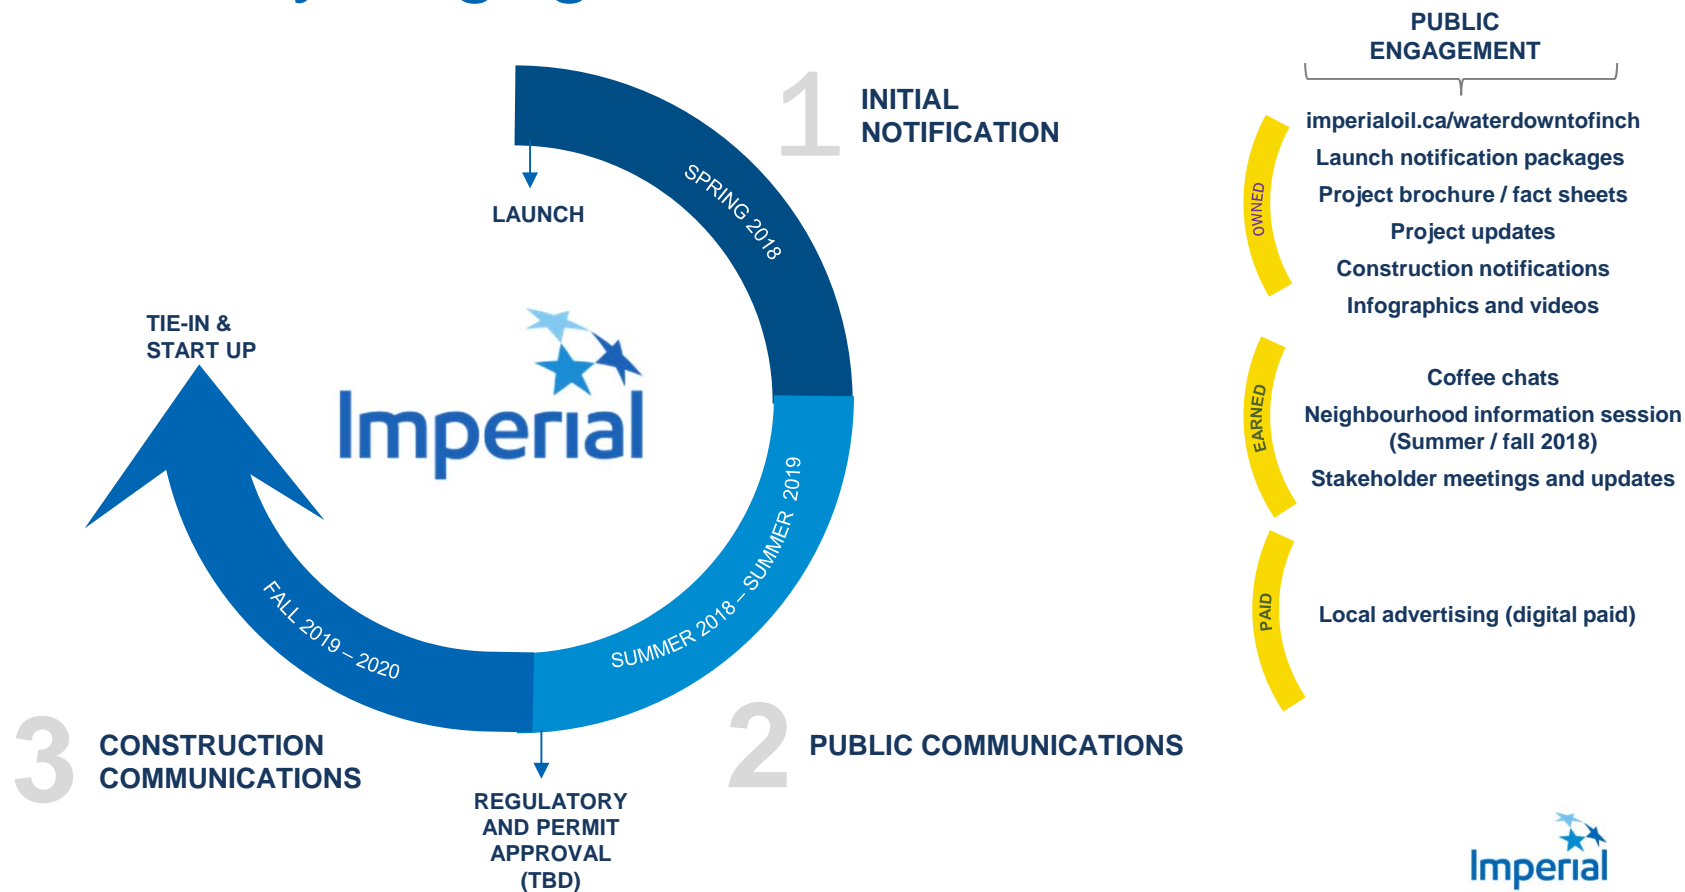 1
INITIAL
NOTIFICATION
SPRING 2018
LAUNCH
TIE-IN &
START UP
Imperial
SUMMER 2018 – SUMMER 2019
FALL 2019 – 2020
3
CONSTRUCTION
COMMUNICATIONS
2
PUBLIC COMMUNICATIONS
REGULATORY
AND PERMIT
APPROVAL
(TBD)
PUBLIC
ENGAGEMENT
OWNED
imperialoil.ca/waterdowntofinch
Launch notification packages
Project brochure / fact sheets
Project updates
Construction notifications
Infographics and videos
EARNED
Coffee chats
Neighbourhood information session
(Summer / fall 2018)
Stakeholder meetings and updates
PAID
Local advertising (digital paid)
Imperial